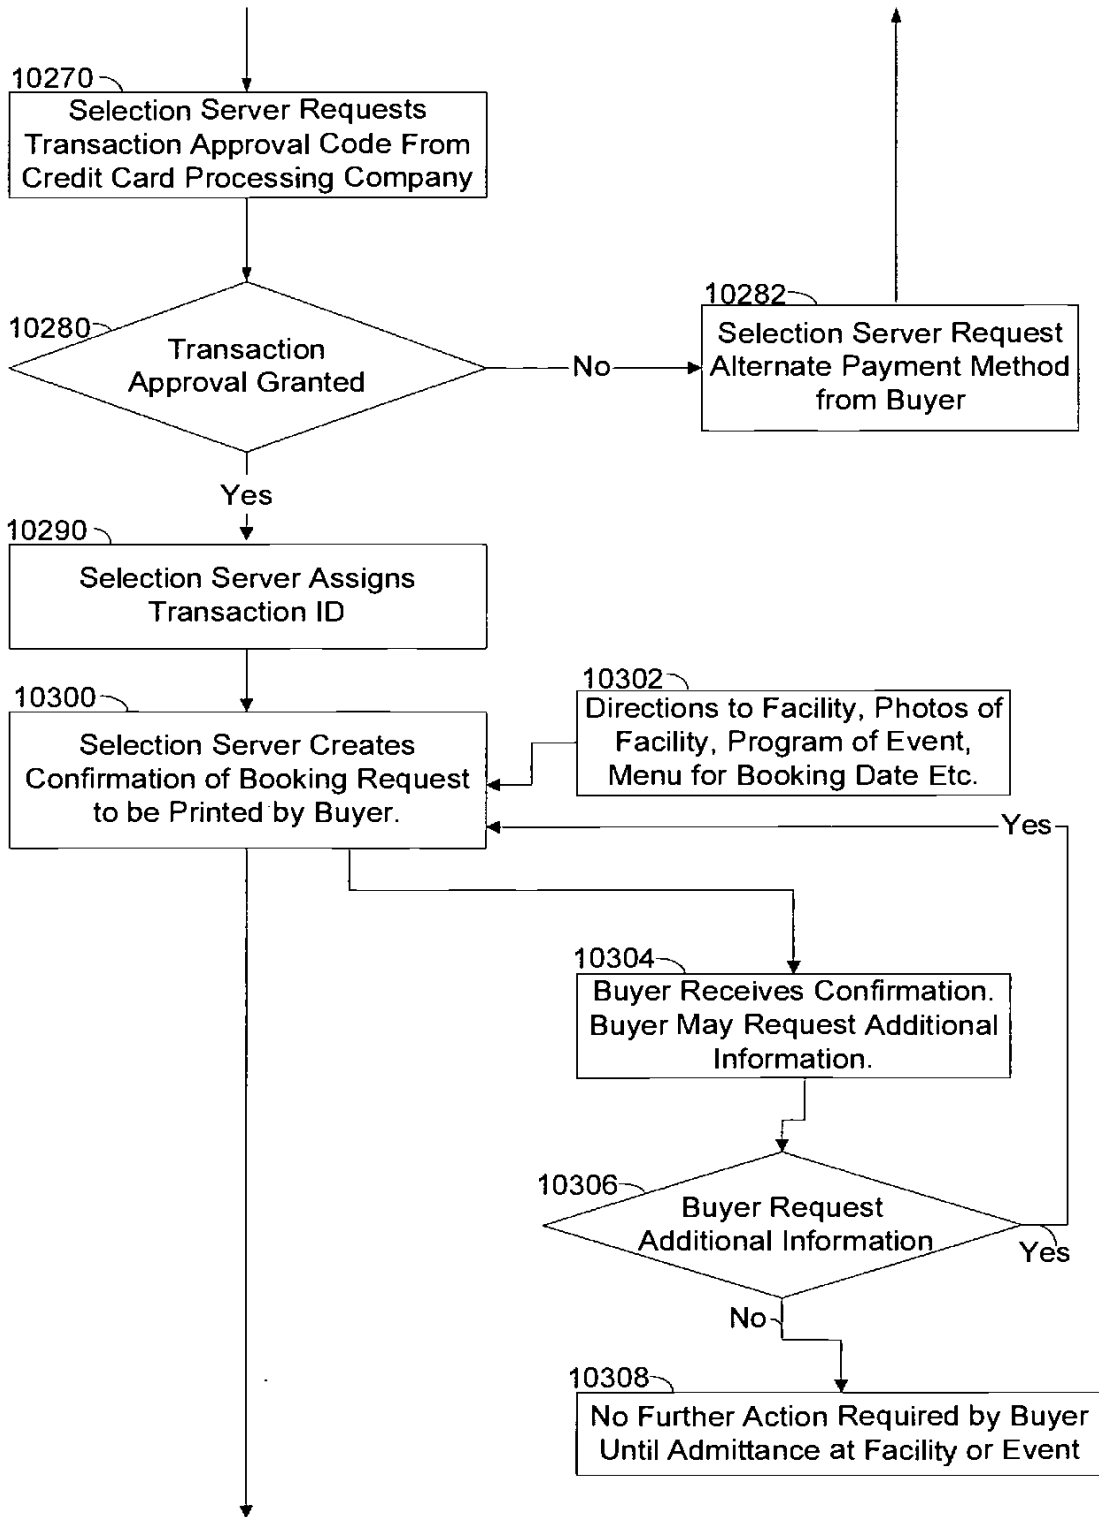 10270
Selection Server Requests
Transaction Approval Code From
Credit Card Processing Company
10280
Transaction
Approval Granted
No
10282
Selection Server Request
Alternate Payment Method
from Buyer
Yes
10290
Selection Server Assigns
Transaction ID
10300
Selection Server Creates
Confirmation of Booking Request
to be Printed by Buyer.
10302
Directions to Facility, Photos of
Facility, Program of Event,
Menu for Booking Date Etc.
Yes
10304
Buyer Receives Confirmation.
Buyer May Request Additional
Information.
10306
Buyer Request
Additional Information
Yes
No
10308
No Further Action Required by Buyer
Until Admittance at Facility or Event